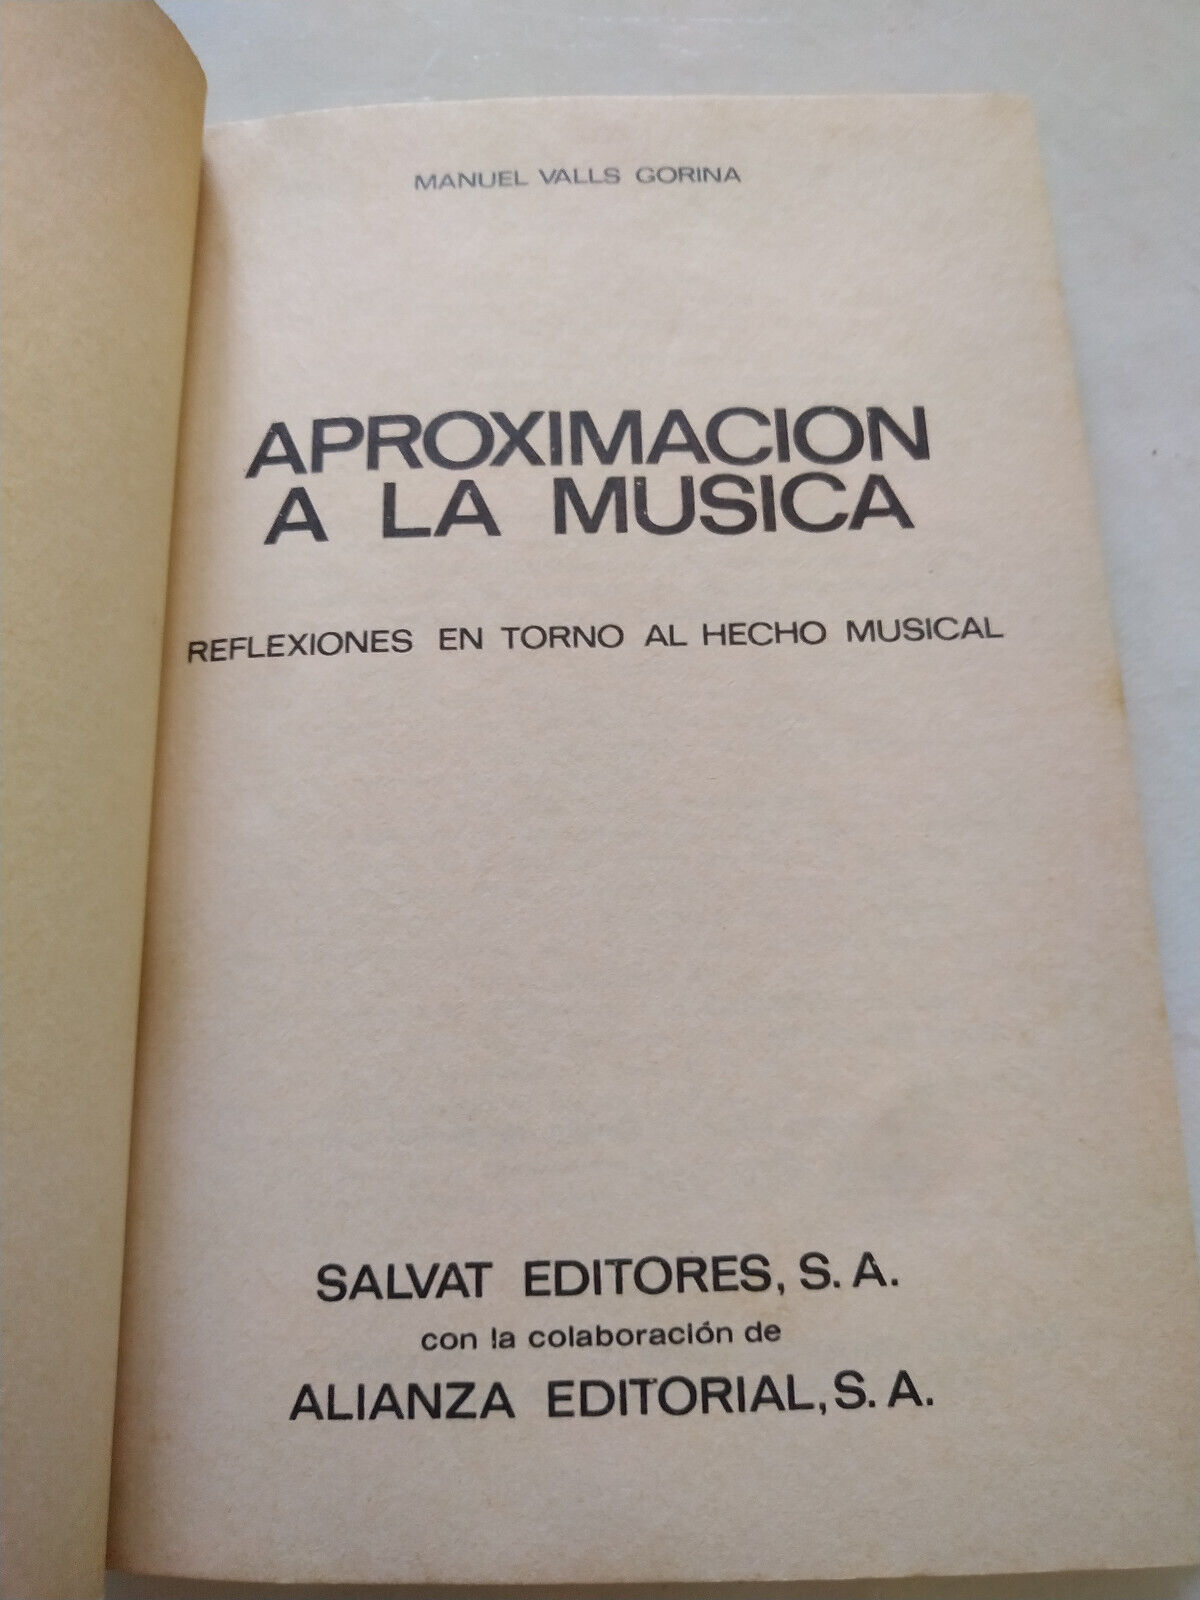 MANUEL VALLS GORINA
APROXIMACION
A LA MUSICA
REFLEXIONES EN TORNO AL HECHO MUSICAL
SALVAT EDITORES, S. A.
con la colaboración de
ALIANZA EDITORIAL, S. A.